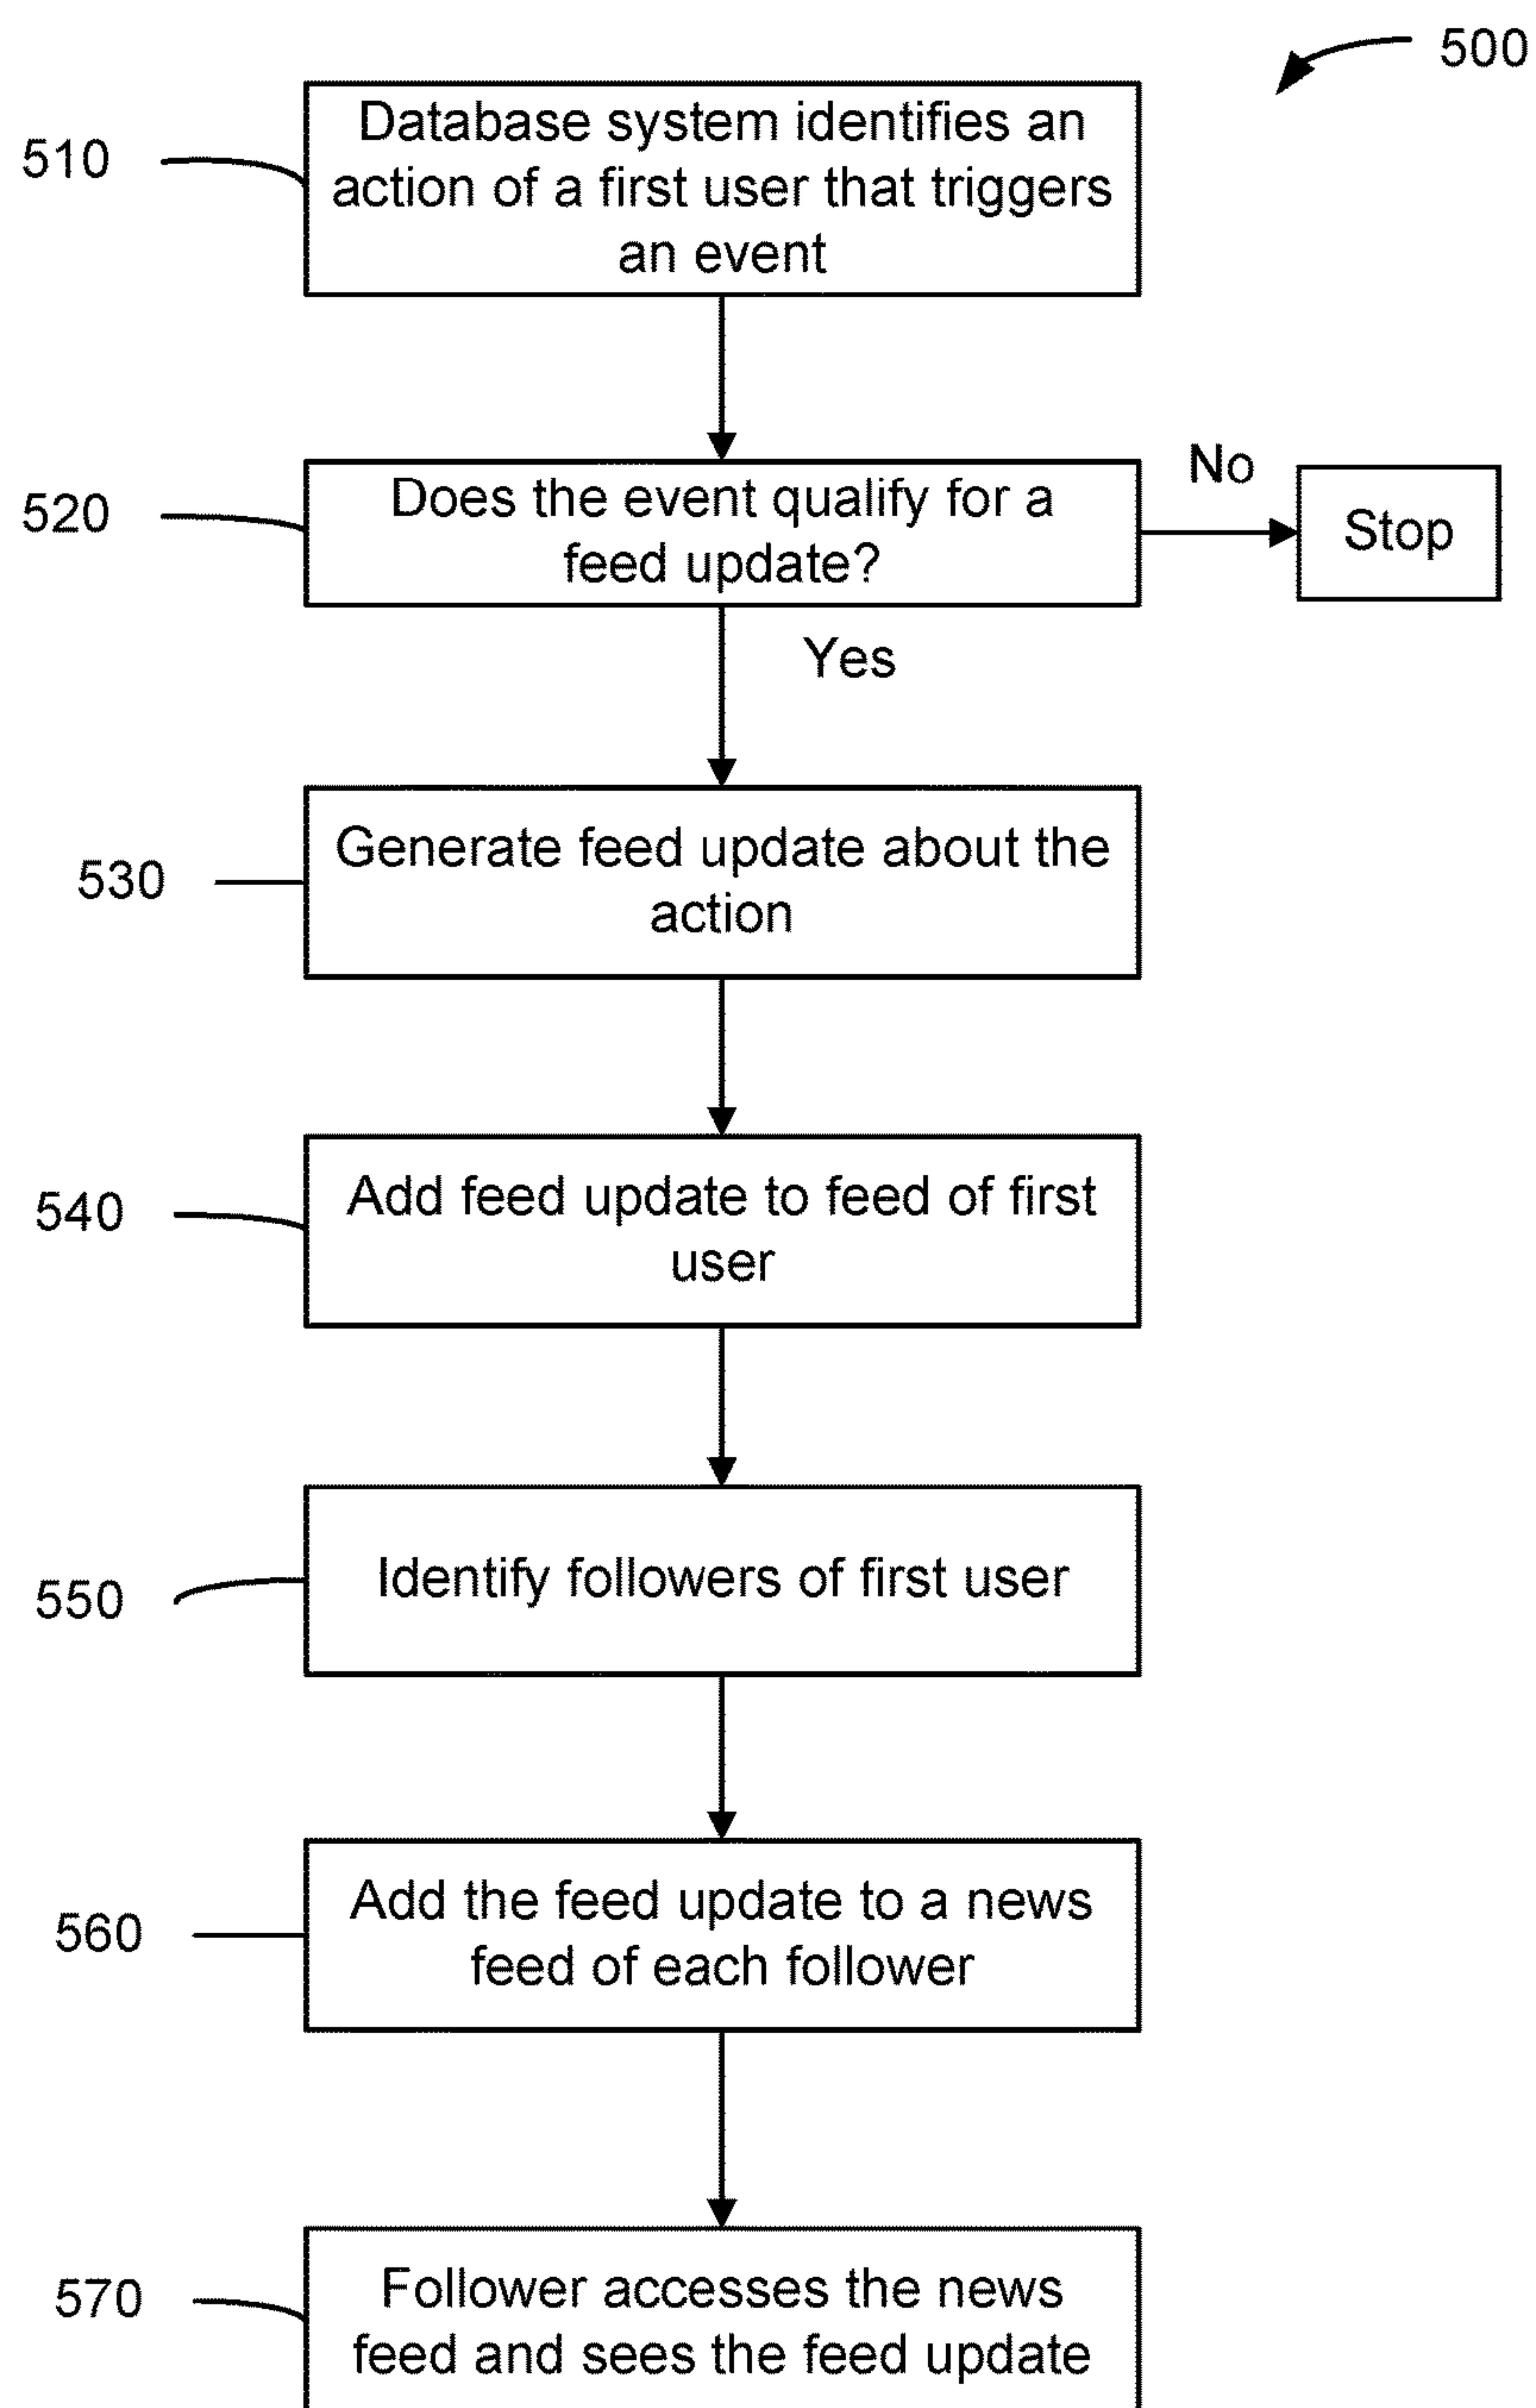 500
510
Database system identifies an
action of a first user that triggers
an event
520
Does the event qualify for a
feed update?
No
Stop
Yes
530
Generate feed update about the
action
540
Add feed update to feed of first
user
550
Identify followers of first user
560
Add the feed update to a news
feed of each follower
570
Follower accesses the news
feed and sees the feed update